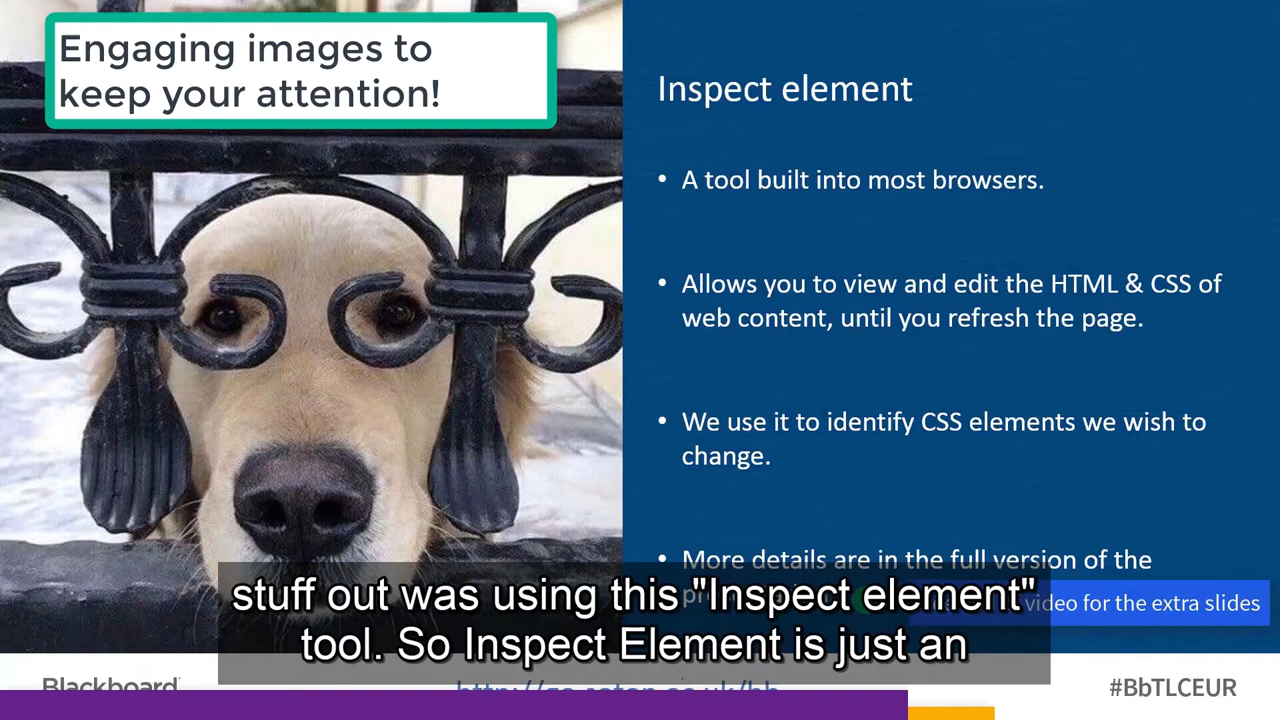 Engaging images to
keep your attention!
Inspect element
• A tool built into most browsers.
• Allows you to view and edit the HTML & CSS of
web content, until you refresh the page.
• We use it to identify CSS elements we wish to
change.
• More details are in the full version of the
video for the extra slides
stuff out was using this "Inspect element"
tool. So Inspect Element is just an
Blackboard
#BbTLCEUR